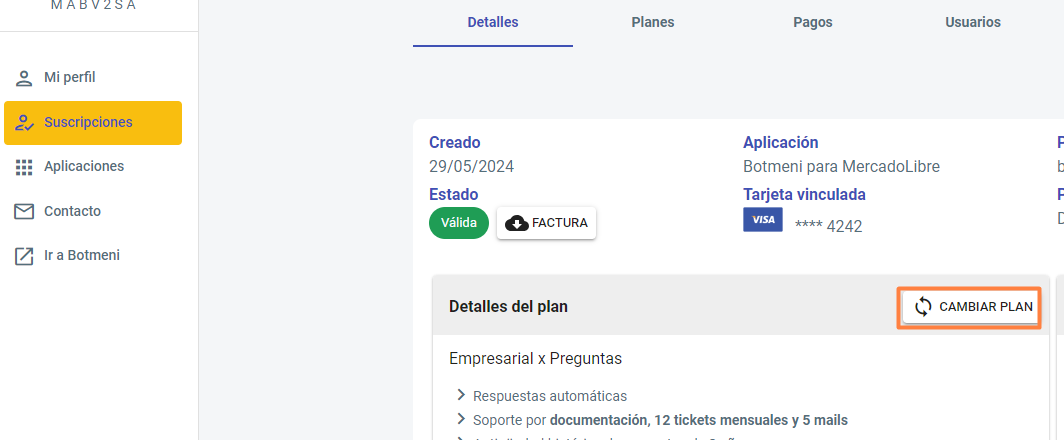 MABV2SA
Detalles
Planes
Pagos
Usuarios
Mi perfil
Suscripciones
Aplicaciones
Contacto
Ir a Botmeni
Creado
29/05/2024
Aplicación
Botmeni para MercadoLibre
Estado
Válida
FACTURA
Tarjeta vinculada
VISA
**** 4242
Detalles del plan
CAMBIAR PLAN
Empresarial x Preguntas
Respuestas automáticas
Soporte por documentación, 12 tickets mensuales y 5 mails